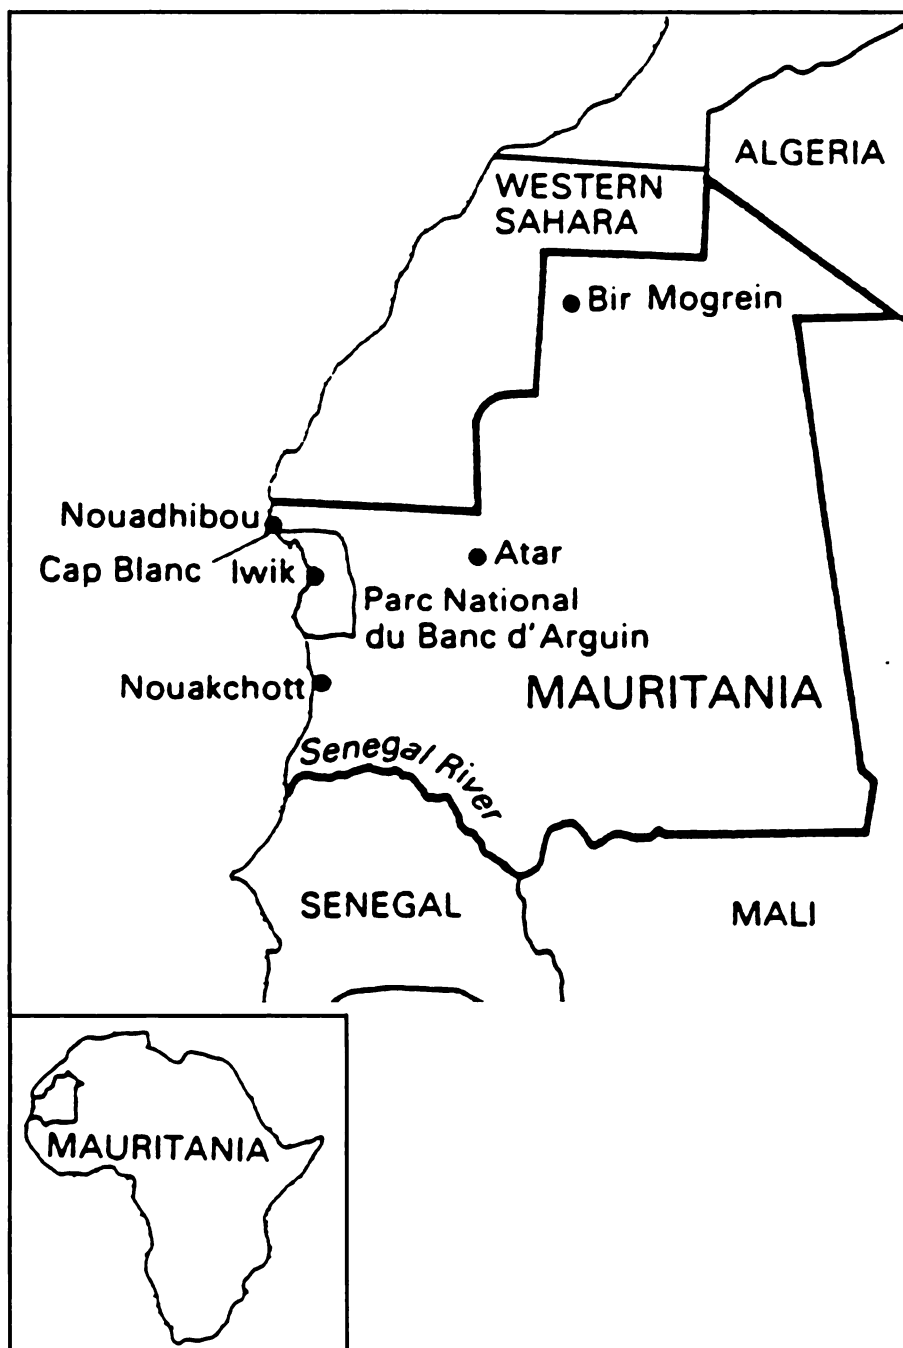 ALGERIA
WESTERN
SAHARA
Bir Mogrein
Nouadhibou
Cap Blanc
Iwik
Atar
Parc National
du Banc d'Arguin
Nouakchott
MAURITANIA
Senegal River
SENEGAL
MALI
MAURITANIA